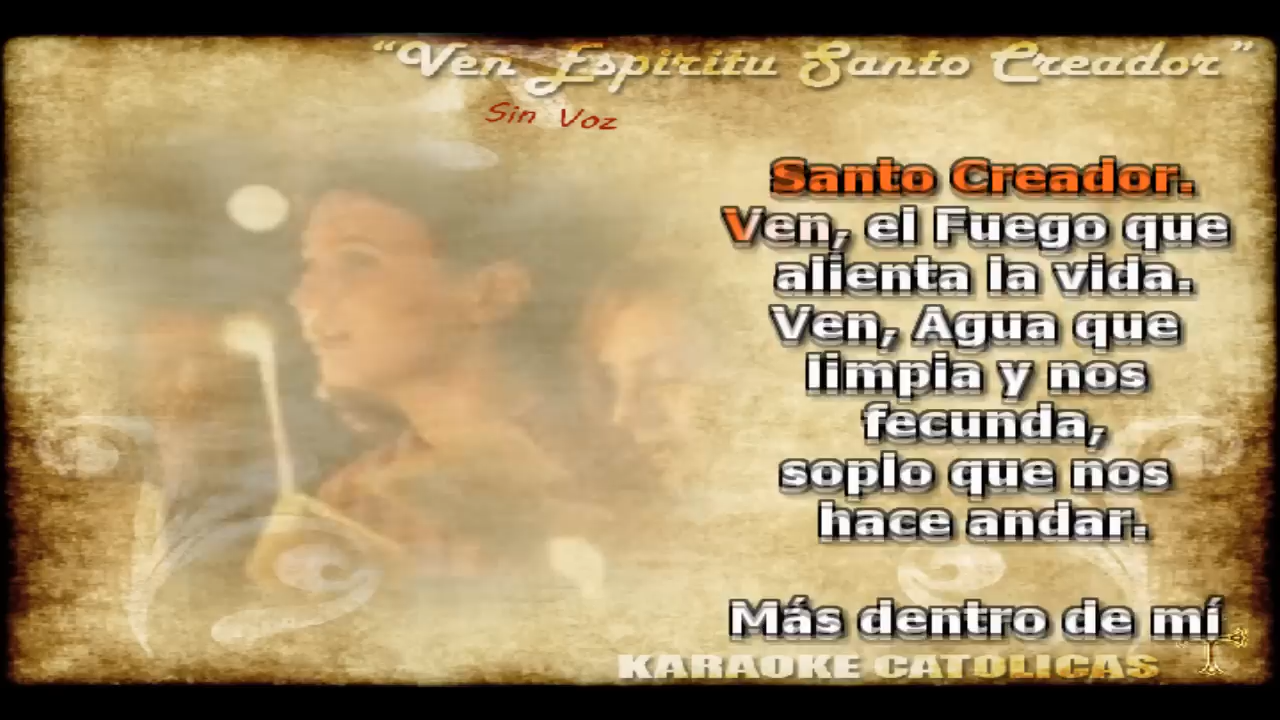 “Ven Espiritu Santo Creador”
Sin Voz
Santo Creador.
Ven, el Fuego que
alienta la vida.
Ven, Agua que
limpia y nos
fecunda,
soplo que nos
hace andar.
Más dentro de mí
KARAOKE CATOLICAS